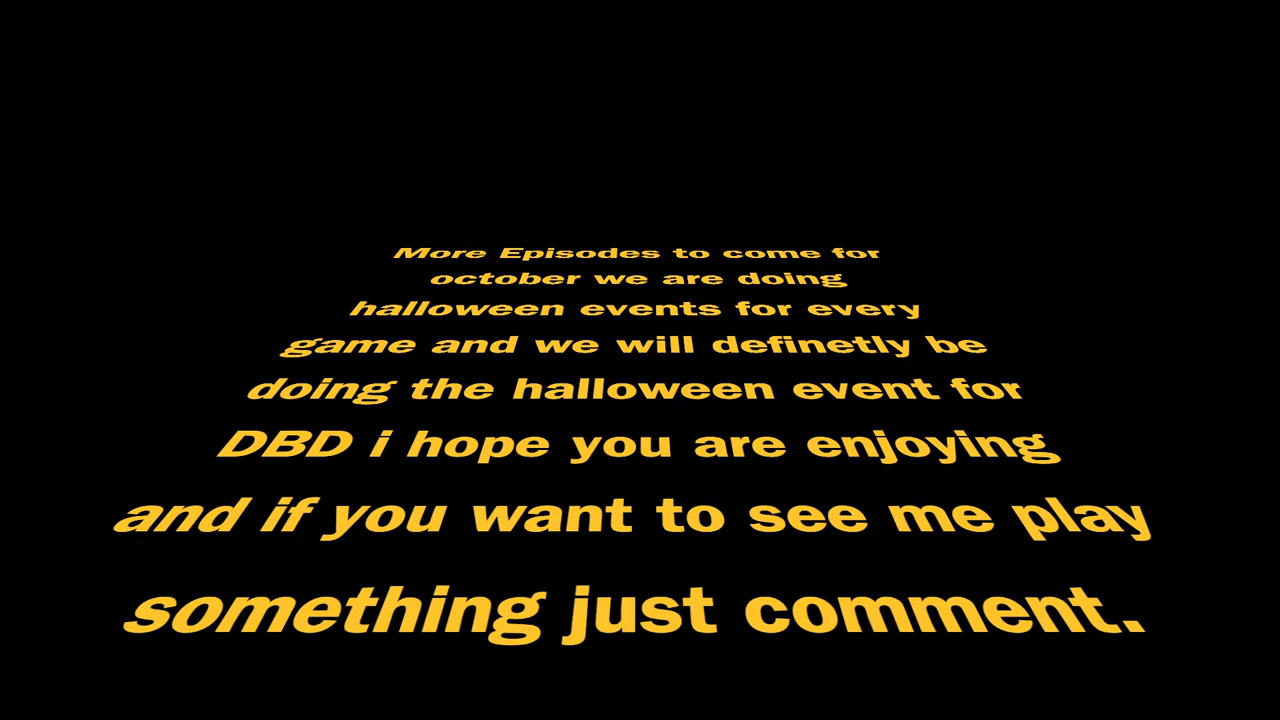 More Episodes to come for
october we are doing
halloween events for every
game and we will definetly be
doing the halloween event for
DBD i hope you are enjoying
and if you want to see me play
something just comment.